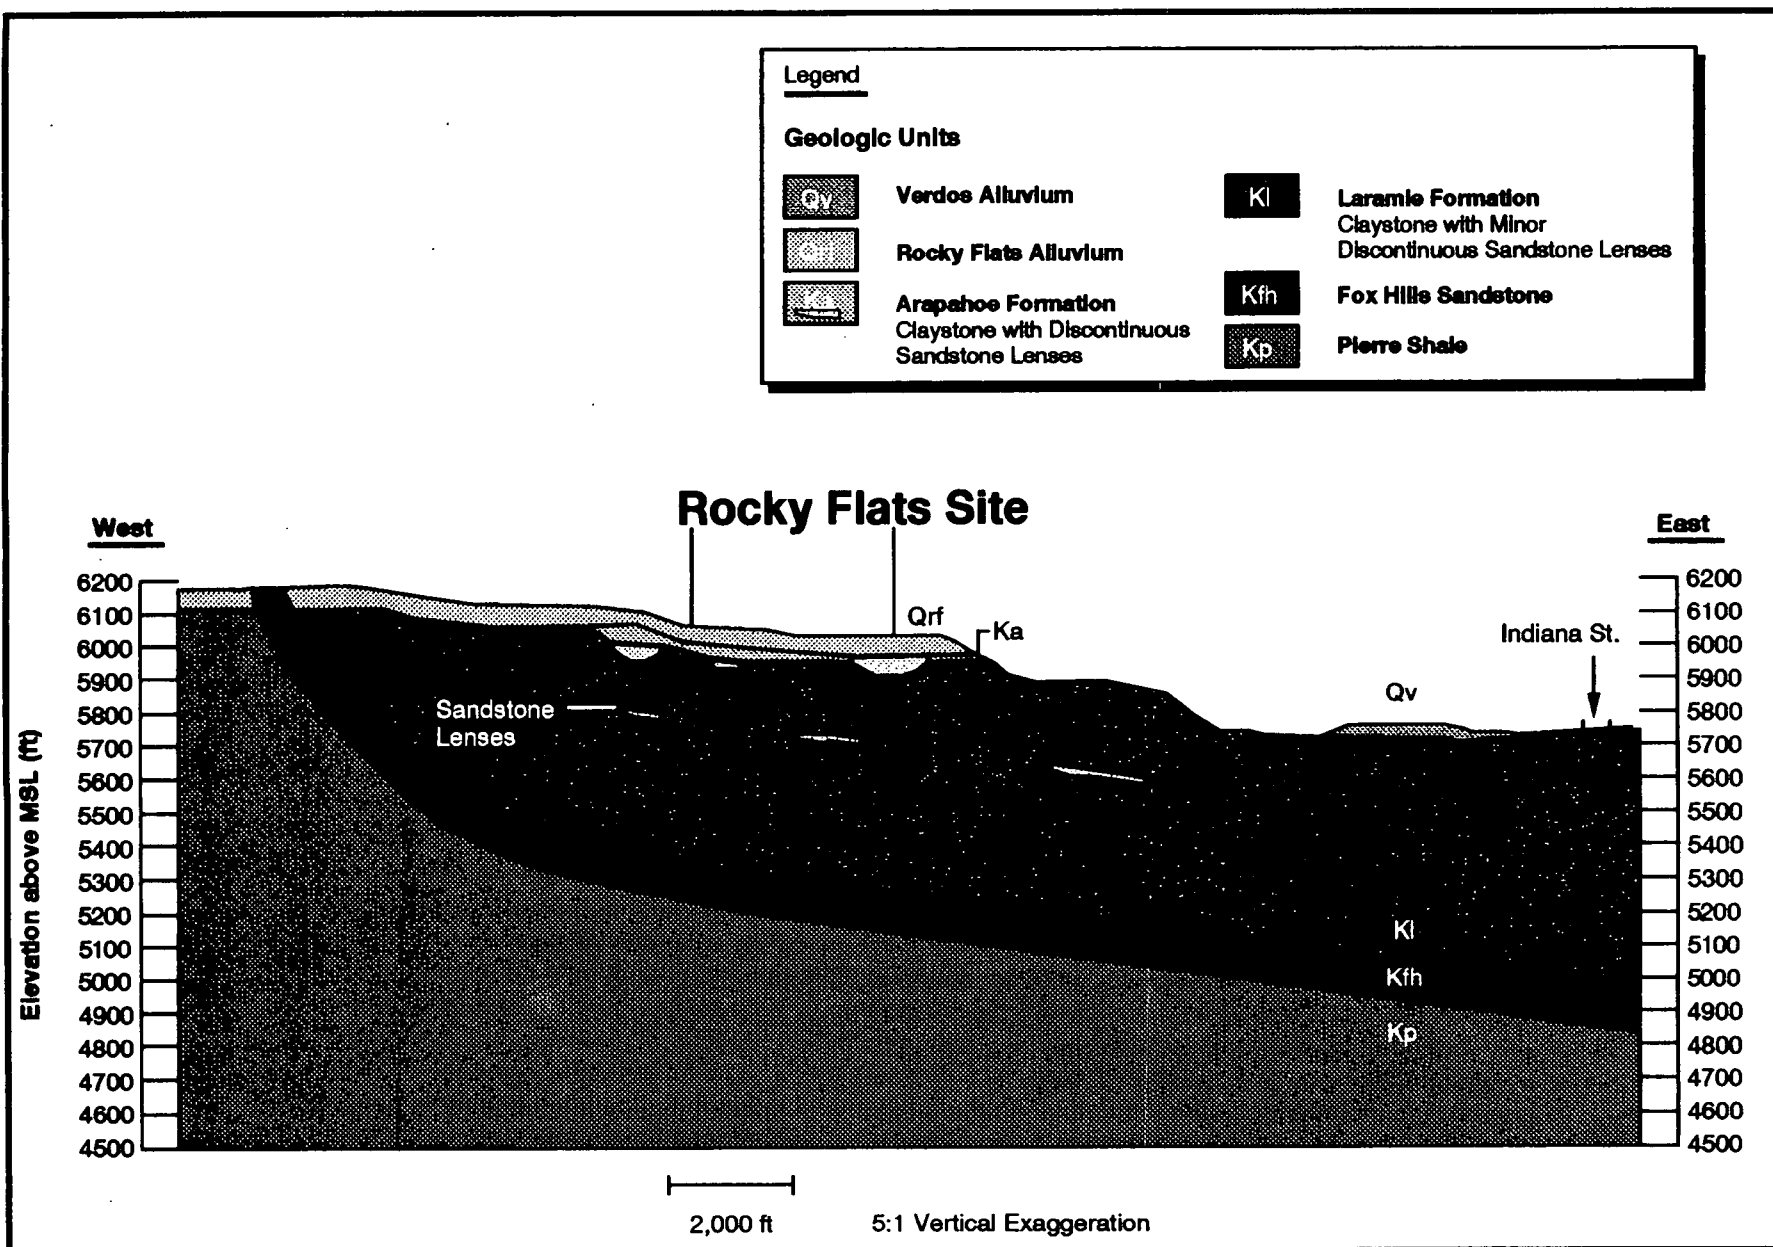 Legend
Geologic Units
Qv
Verdos Alluvium
Qrf
Rocky Flats Alluvium
Ka
Arapahoe Formation
Claystone with Discontinuous
Sandstone Lenses
Kl
Laramie Formation
Claystone with Minor
Discontinuous Sandstone Lenses
Kfh
Fox Hills Sandstone
Kp
Pierre Shale
Rocky Flats Site
West
East
Elevation above MSL (ft)
6200
6100
6000
5900
5800
5700
5600
5500
5400
5300
5200
5100
5000
4900
4800
4700
4600
4500
Qrf
Ka
Sandstone
Lenses
Qv
Indiana St.
Kl
Kfh
Kp
6200
6100
6000
5900
5800
5700
5600
5500
5400
5300
5200
5100
5000
4900
4800
4700
4600
4500
2,000 ft
5:1 Vertical Exaggeration